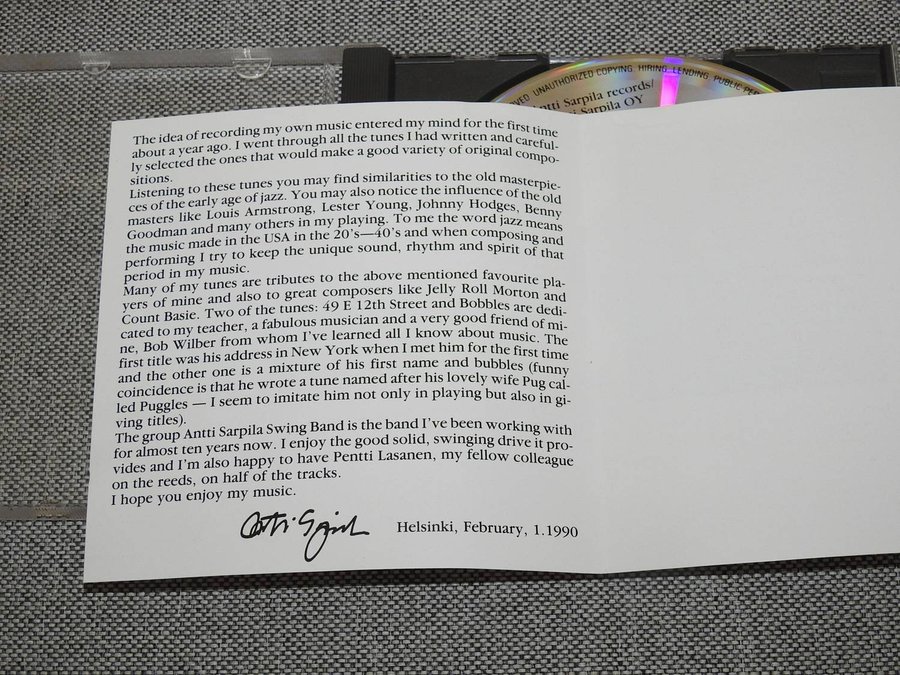 VED UNAUTHORIZED COPYING HIRING LENDING PUBLIC PE
Antti Sarpila records/
Sarpila OY
The idea of recording my own music entered my mind for the first time
about a year ago. I went through all the tunes I had written and careful-
ly selected the ones that would make a good variety of original compo-
sitions.
Listening to these tunes you may find similarities to the old masterpie-
ces of the early age of jazz. You may also notice the influence of the old
masters like Louis Armstrong, Lester Young, Johnny Hodges, Benny
Goodman and many others in my playing. To me the word jazz means
the music made in the USA in the 20's—40's and when composing and
performing I try to keep the unique sound, rhythm and spirit of that
period in my music.
Many of my tunes are tributes to the above mentioned favourite pla-
yers of mine and also to great composers like Jelly Roll Morton and
Count Basie. Two of the tunes: 49 E 12th Street and Bobbles are dedi-
cated to my teacher, a fabulous musician and a very good friend of mi-
ne, Bob Wilber from whom I've learned all I know about music. The
first title was his address in New York when I met him for the first time
and the other one is a mixture of his first name and bubbles (funny
coincidence is that he wrote a tune named after his lovely wife Pug cal-
led Puggles — I seem to imitate him not only in playing but also in gi-
ving titles).
The group Antti Sarpila Swing Band is the band I've been working with
for almost ten years now. I enjoy the good solid, swinging drive it pro-
vides and I'm also happy to have Pentti Lasanen, my fellow colleague
on the reeds, on half of the tracks.
I hope you enjoy my music.
Helsinki, February, 1.1990